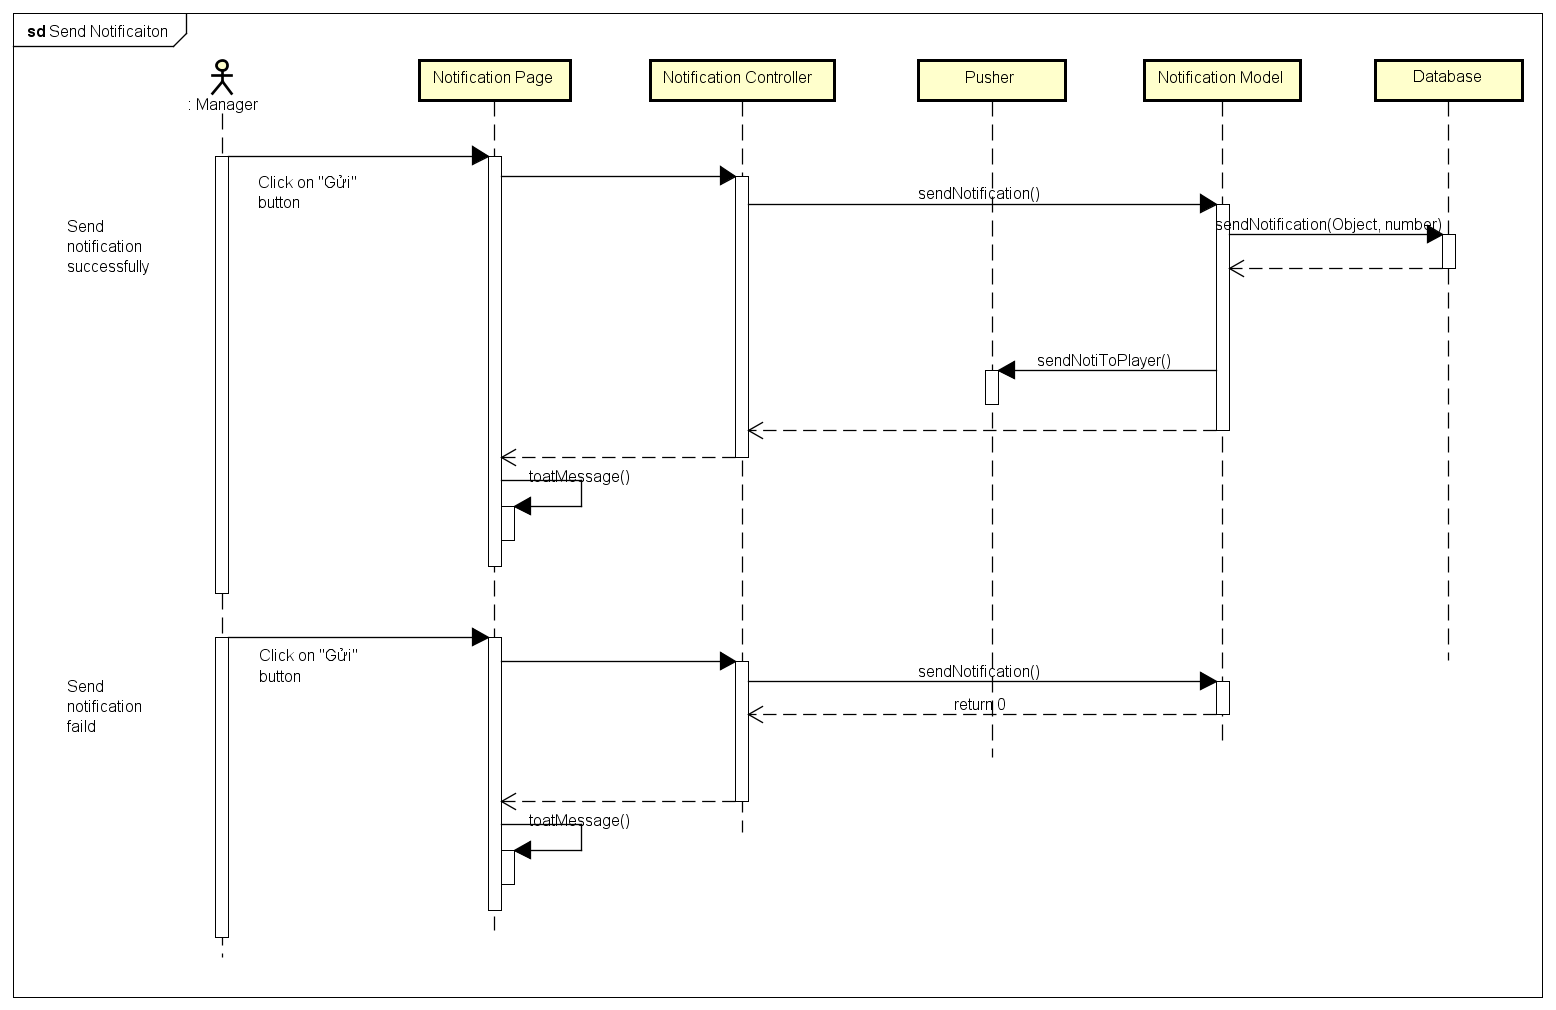 sd Send Notificaiton
: Manager
Notification Page
Notification Controller
Pusher
Notification Model
Database
Click on "Gửi"
button
sendNotification()
sendNotification(Object, number)
Send
notification
successfully
sendNotiToPlayer()
toatMessage()
Click on "Gửi"
button
sendNotification()
return 0
Send
notification
faild
toatMessage()